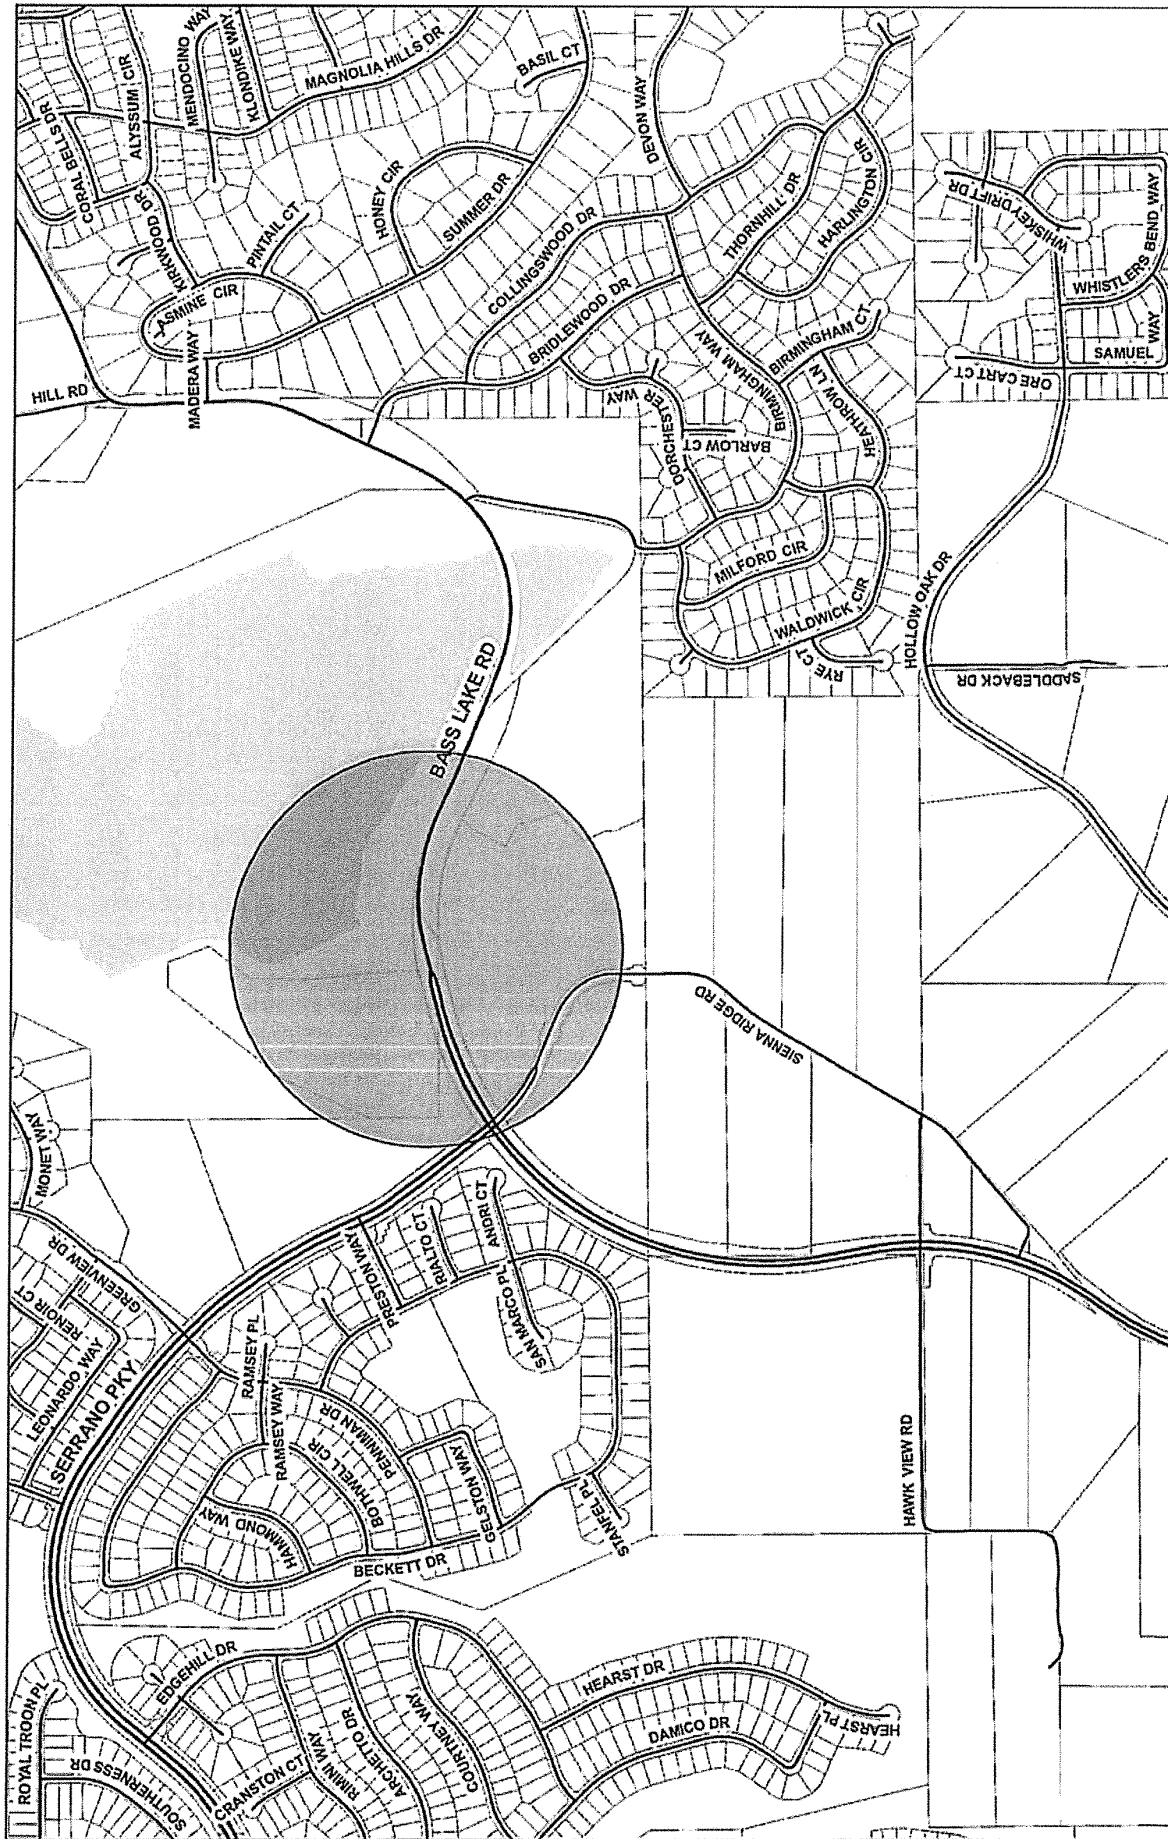 MENDOCINO WAY
KLONDIKE WAY
MAGNOLIA HILLS DR
BASIL CT
ALYSSUM CIR
CORAL BELLS DR
DEVON WAY
KIRKWOOD DR
PINTAIL CT
HONEY CIR
SUMMER DR
THORNHILL DR
HARLINGTON CIR
WHISKEY DRIFT DR
COLLINGSWOOD DR
ASMINE CIR
MADERA WAY
BRIDLEWOOD DR
WHISTLERS BEND WAY
HILL RD
BIRMINGHAM WAY
BIRMINGHAM CT
SAMUEL WAY
ORE CART CT
DORCHESTER WAY
HEATHROW LN
BARLOW CT
MILFORD CIR
HOLLOW OAK DR
WALDWICK CIR
RYE CT
SADDLEBACK DR
BASS LAKE RD
SIENNA RIDGE RD
MONET WAY
GREENVIEW DR
ANDRI CT
RIALTO CT
PRESTON WAY
RENOIR CT
LEONARDO WAY
SAN MARCO PL
RAMSEY PL
SERRANO PKY
RAMSEY WAY
PENNIMAN DR
BOTHWELL CIR
GELSTON WAY
HAWK VIEW RD
HAMMOND WAY
STANFEL PL
BECKETT DR
EDGEHILL DR
ROYAL TROON PL
HEARST DR
SOUTHERNESS DR
CRANSTON CT
RIMINI WAY
ARCHETTO DR
COURTNEY WAY
DAMICO DR
HEARST PL